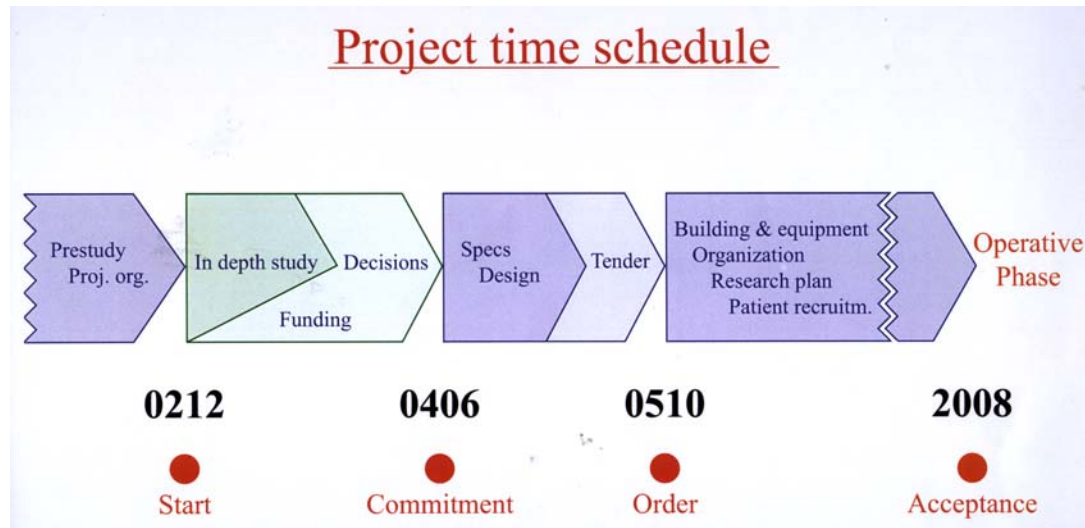 Project time schedule
Prestudy
Proj. org.
In depth study
Decisions
Funding
Specs
Design
Tender
Building & equipment
Organization
Research plan
Patient recruitm.
Operative
Phase
0212
0406
0510
2008
Start
Commitment
Order
Acceptance